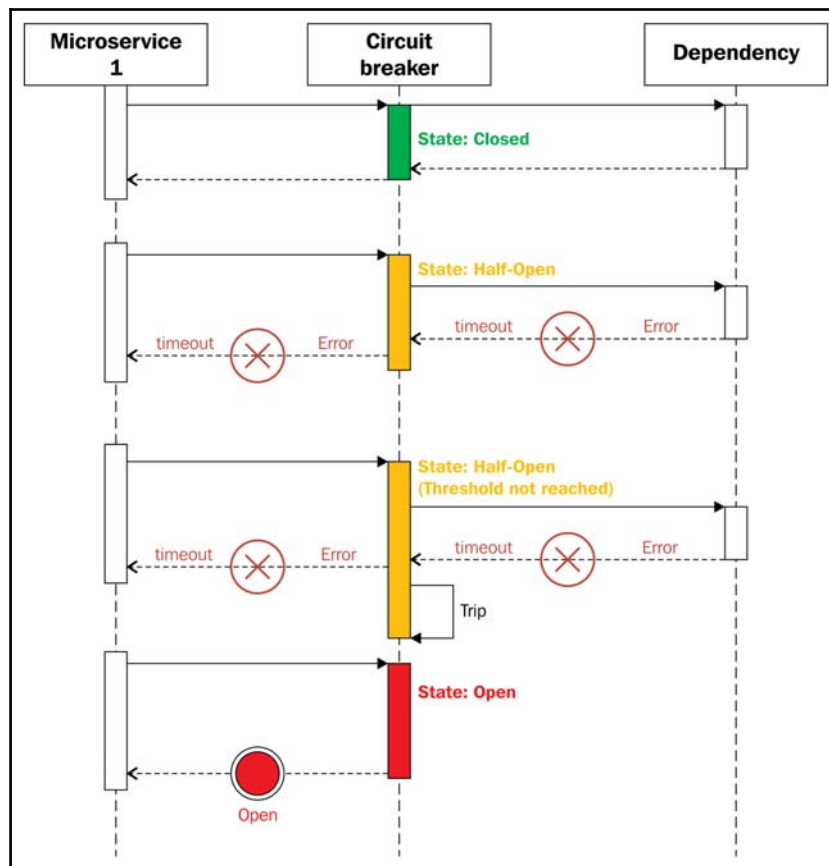 Microservice
1
Circuit
breaker
Dependency
State: Closed
State: Half-Open
timeout
Error
timeout
Error
State: Half-Open
(Threshold not reached)
timeout
Error
timeout
Error
Trip
State: Open
Open